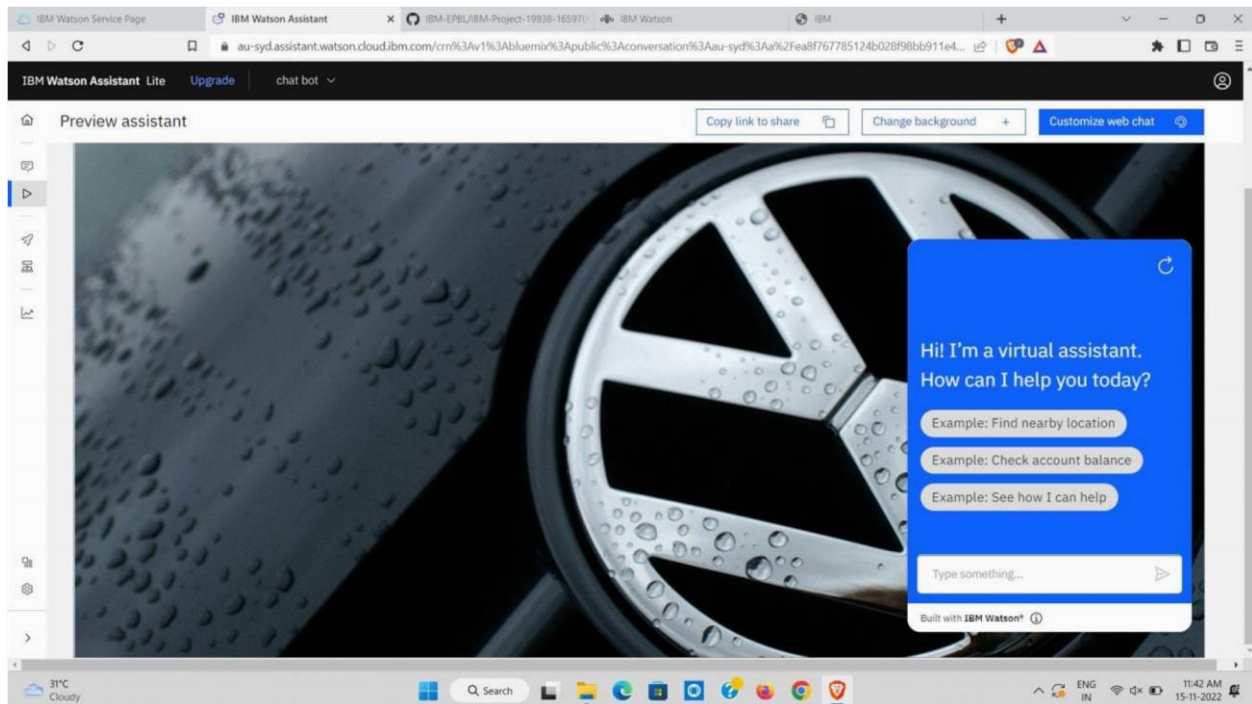 IBM Watson Service Page
IBM Watson Assistant
IBM-EPBL/IBM-Project-19938-16597
IBM Watson
IBM
au-syd.assistant.watson.cloud.ibm.com/crn%3Av1%3Abluemix%3Apublic%3Aconversation%3Aau-syd%3Aa%2Fea8f767785124b028f98bb911e4...
IBM Watson Assistant Lite Upgrade chat bot
Preview assistant
Copy link to share
Change background +
Customize web chat
Hi! I'm a virtual assistant.
How can I help you today?
Example: Find nearby location
Example: Check account balance
Example: See how I can help
Type something...
Built with IBM Watson®
31°C
Cloudy
Search
ENG
IN
11:42 AM
15-11-2022